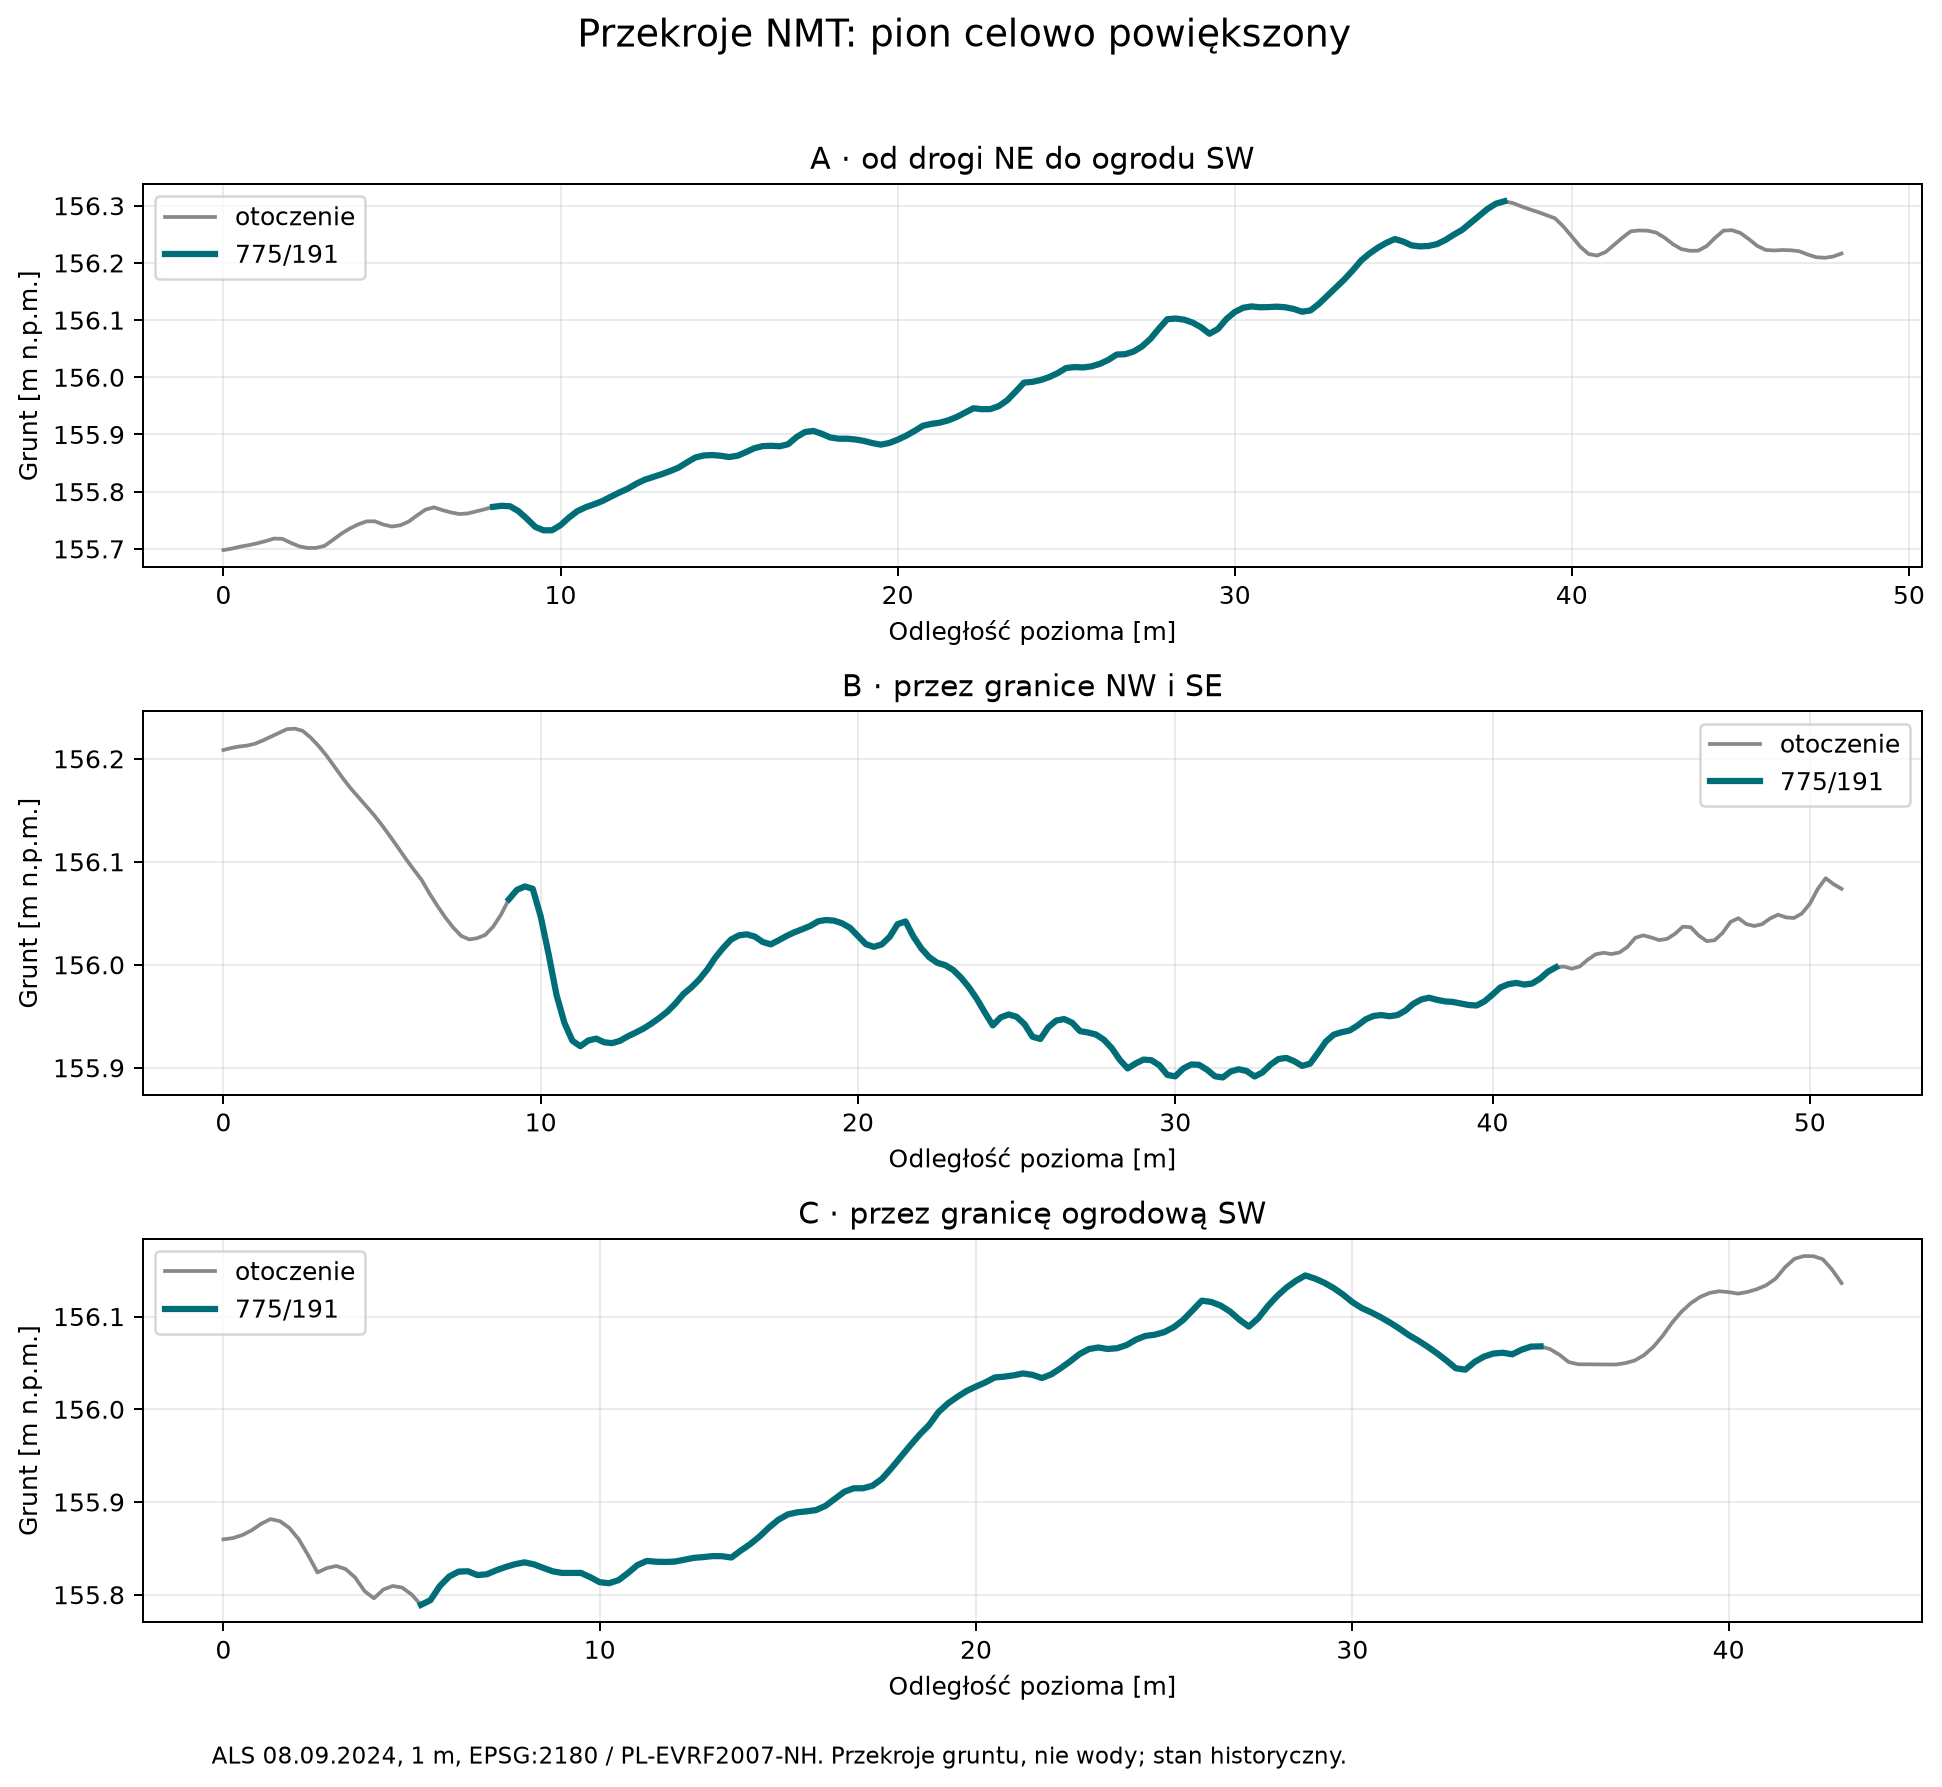 Przekroje NMT: pion celowo powiększony
A · od drogi NE do ogrodu SW
otoczenie
775/191
Grunt [m n.p.m.]
156.3
156.2
156.1
156.0
155.9
155.8
155.7
0 10 20 30 40 50
Odległość pozioma [m]
B · przez granice NW i SE
otoczenie
775/191
Grunt [m n.p.m.]
156.2
156.1
156.0
155.9
0 10 20 30 40 50
Odległość pozioma [m]
C · przez granicę ogrodową SW
otoczenie
775/191
Grunt [m n.p.m.]
156.1
156.0
155.9
155.8
0 10 20 30 40
Odległość pozioma [m]
ALS 08.09.2024, 1 m, EPSG:2180 / PL-EVRF2007-NH. Przekroje gruntu, nie wody; stan historyczny.